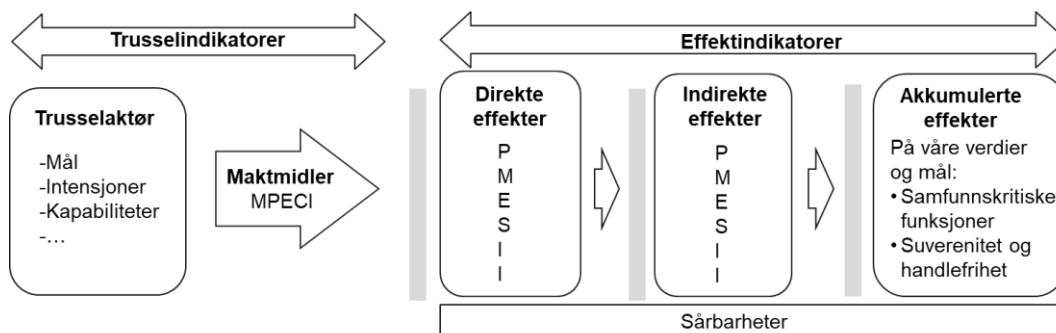 Trusselindikatorer
Effektindikatorer
Trusselaktør
-Mål
-Intensjoner
-Kapabiliteter
-...
Maktmidler
MPECI
Direkte
effekter
P
M
E
S
I
I
Indirekte
effekter
P
M
E
S
I
I
Akkumulerte
effekter
På våre verdier
og mål:
• Samfunnskritiske
funksjoner
• Suverenitet og
handlefrihet
Sårbarheter